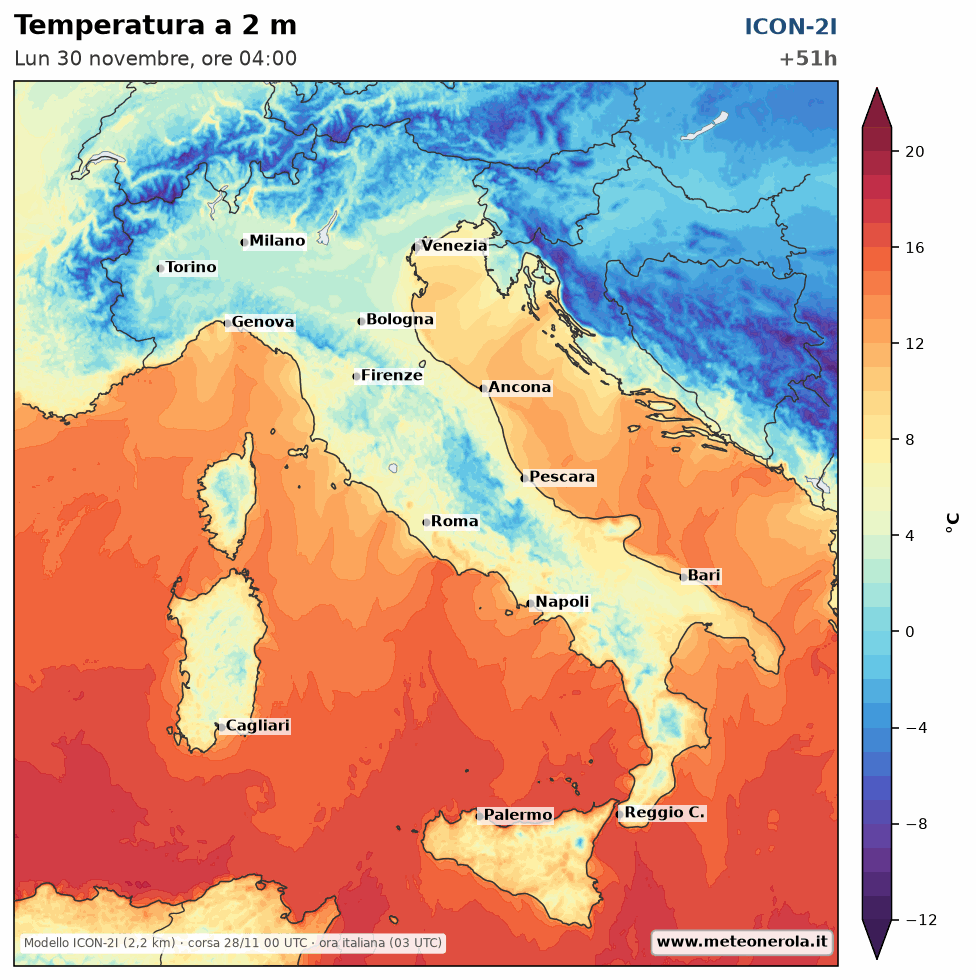 Temperatura a 2 m
ICON-2I
Lun 30 novembre, ore 04:00
+51h
Milano
Venezia
Torino
Genova
Bologna
Firenze
Ancona
Pescara
Roma
Bari
Napoli
Cagliari
Palermo
Reggio C.
20
16
12
8
4
0
−4
−8
−12
°C
Modello ICON-2I (2,2 km) · corsa 28/11 00 UTC · ora italiana (03 UTC)
www.meteonerola.it